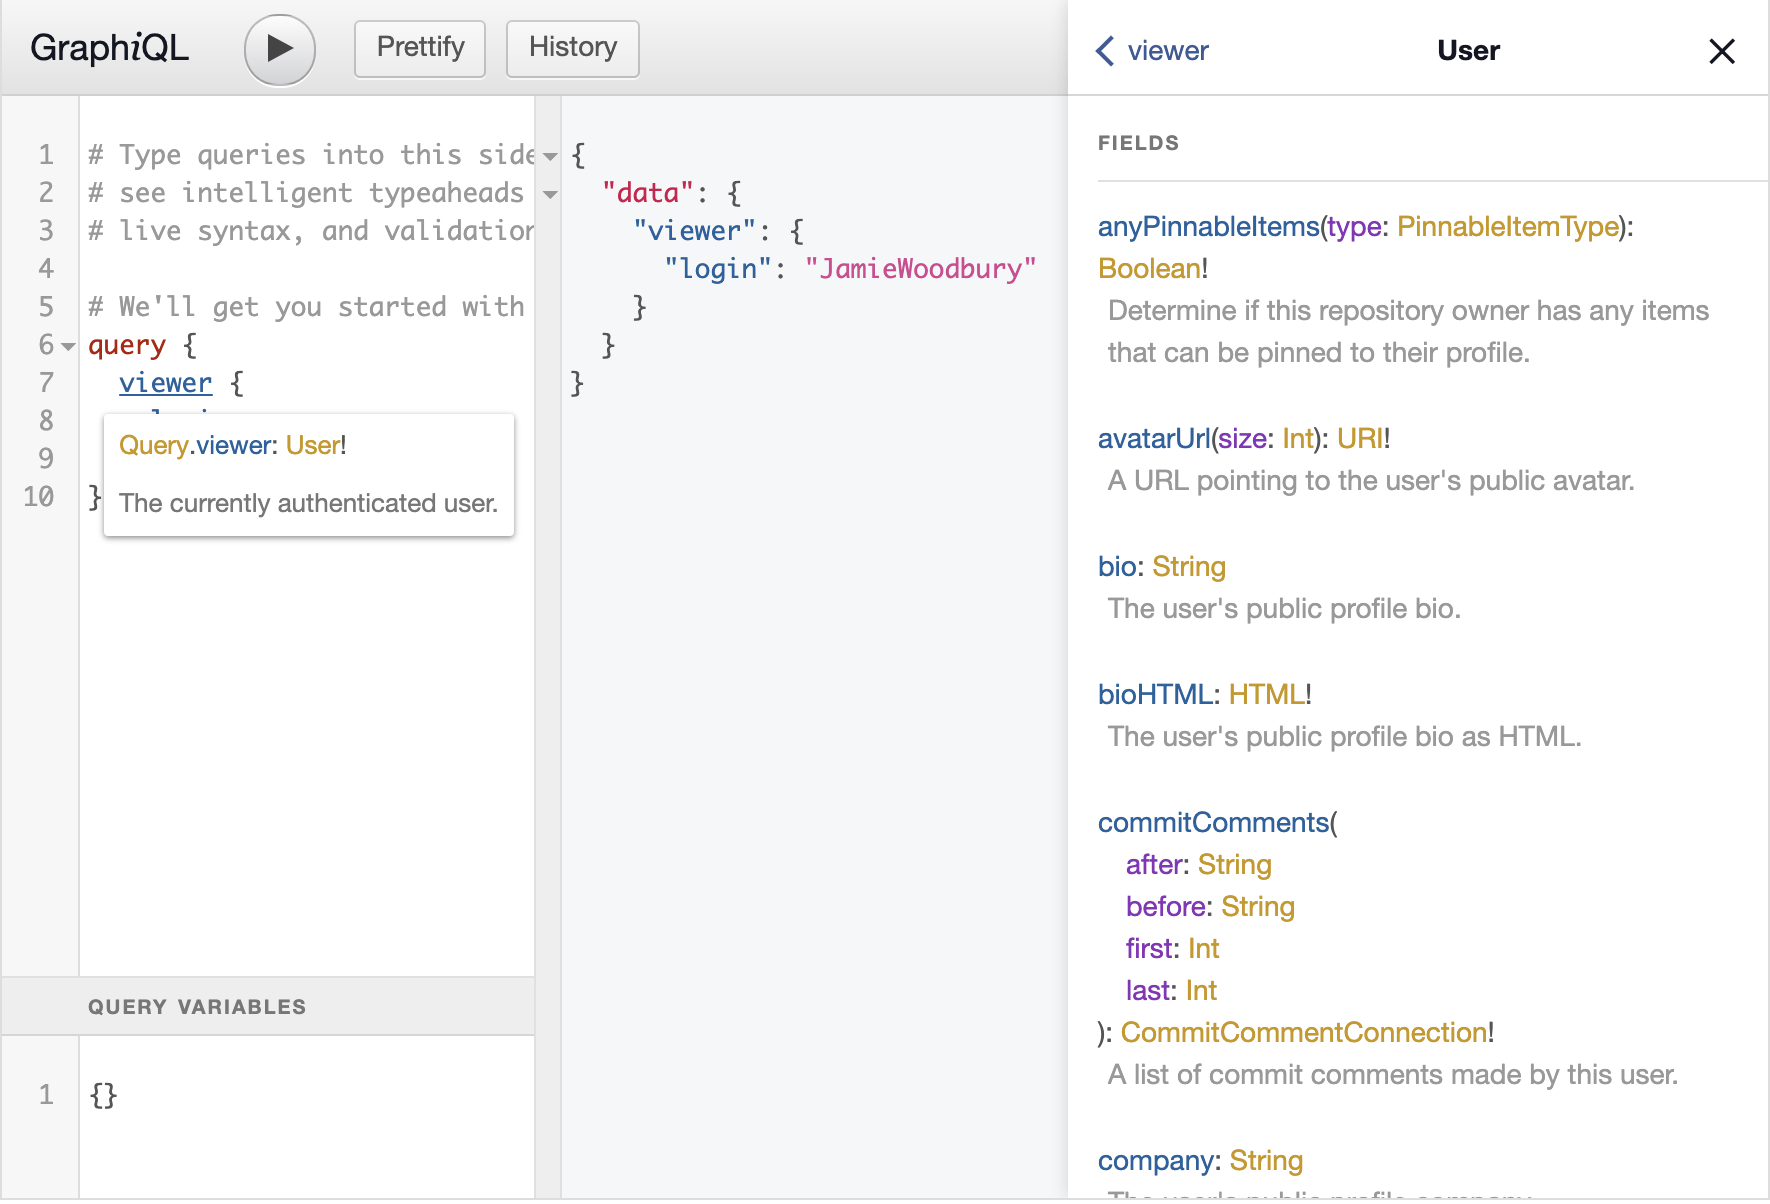 GraphiQL
Prettify
History
viewer
User
1 # Type queries into this side
2 # see intelligent typeaheads
3 # live syntax, and validation
4
5 # We'll get you started with
6 query {
7 viewer {
8
9
10 }
Query.viewer: User!
The currently authenticated user.
QUERY VARIABLES
1 {}
{
"data": {
"viewer": {
"login": "JamieWoodbury"
}
}
}
FIELDS
anyPinnableItems(type: PinnableItemType):
Boolean!
Determine if this repository owner has any items
that can be pinned to their profile.
avatarUrl(size: Int): URI!
A URL pointing to the user's public avatar.
bio: String
The user's public profile bio.
bioHTML: HTML!
The user's public profile bio as HTML.
commitComments(
after: String
before: String
first: Int
last: Int
): CommitCommentConnection!
A list of commit comments made by this user.
company: String
The user's public profile company